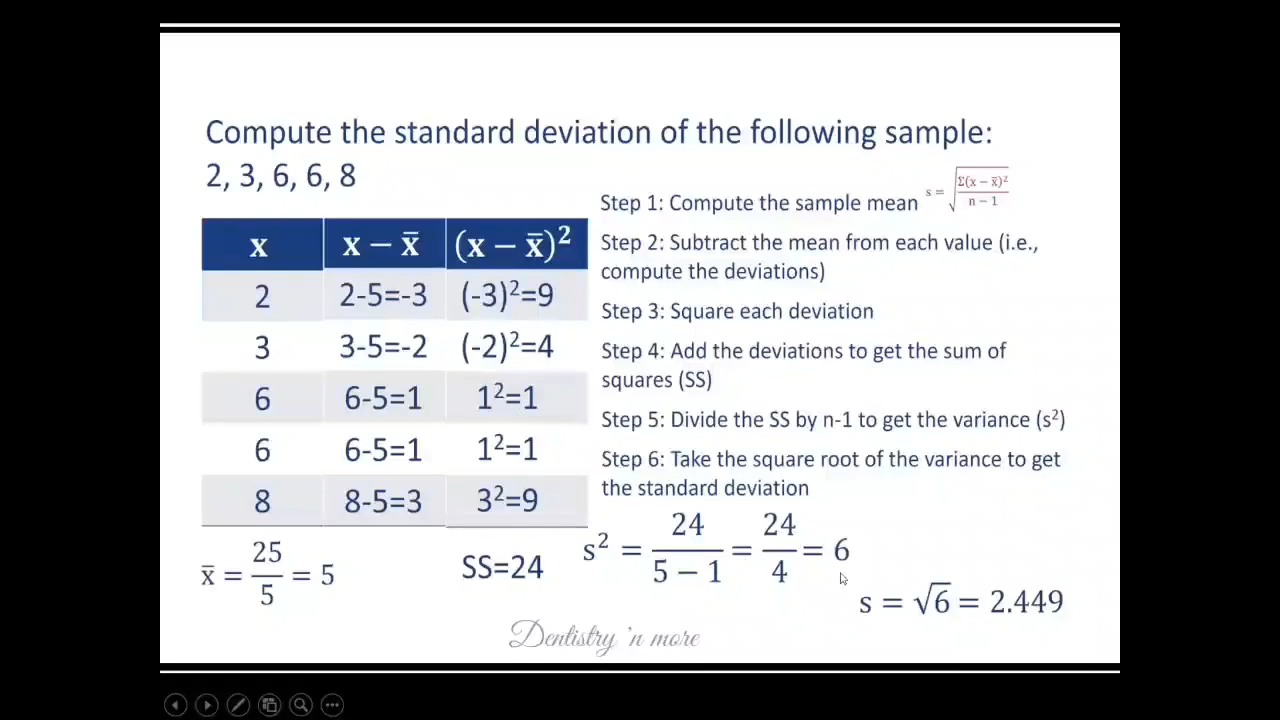 Compute the standard deviation of the following sample:
2, 3, 6, 6, 8
x x − x̄ (x − x̄)²
2 2-5=-3 (-3)²=9
3 3-5=-2 (-2)²=4
6 6-5=1 1²=1
6 6-5=1 1²=1
8 8-5=3 3²=9
x̄ = 25/5 = 5
SS=24
s = √(Σ(x − x̄)²/(n − 1))
Step 1: Compute the sample mean
Step 2: Subtract the mean from each value (i.e.,
compute the deviations)
Step 3: Square each deviation
Step 4: Add the deviations to get the sum of
squares (SS)
Step 5: Divide the SS by n-1 to get the variance (s²)
Step 6: Take the square root of the variance to get
the standard deviation
s² = 24/(5 − 1) = 24/4 = 6
s = √6 = 2.449
Dentistry 'n more